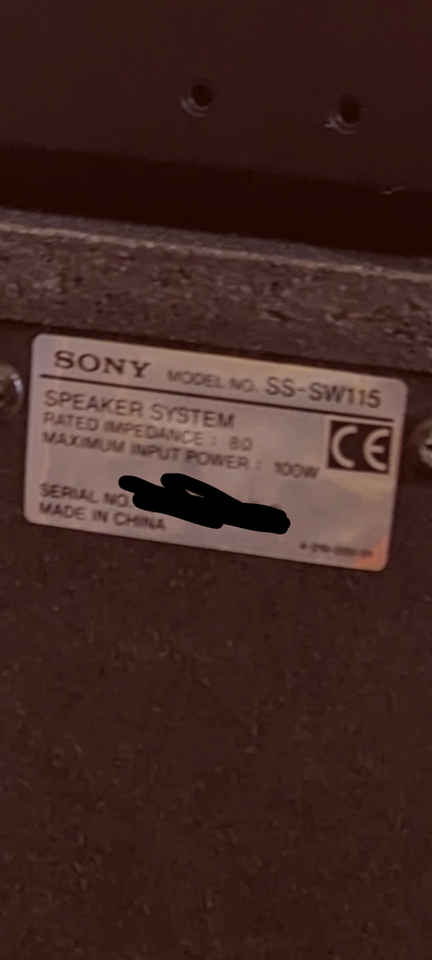 SONY MODEL NO. SS-SW115
SPEAKER SYSTEM
RATED IMPEDANCE : 8Ω
MAXIMUM INPUT POWER : 100W
CE
SERIAL NO.
MADE IN CHINA